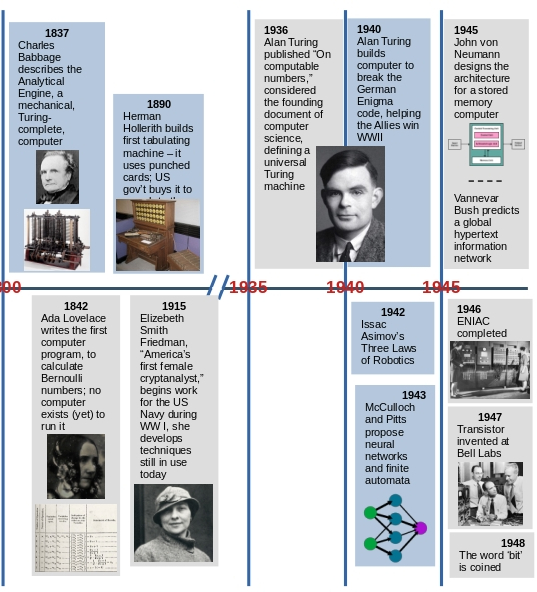 1837
Charles
Babbage
describes the
Analytical
Engine, a
mechanical,
Turing-
complete,
computer
1890
Herman
Hollerith builds
first tabulating
machine – it
uses punched
cards; US
gov't buys it to
1936
Alan Turing
published “On
computable
numbers,”
considered
the founding
document of
computer
science,
defining a
universal
Turing
machine
1940
Alan Turing
builds
computer to
break the
German
Enigma
code, helping
the Allies win
WWII
1945
John von
Neumann
designs the
architecture
for a stored
memory
computer
----
Vannevar
Bush predicts
a global
hypertext
information
network
1935
1940
1945
1842
Ada Lovelace
writes the first
computer
program, to
calculate
Bernoulli
numbers; no
computer
exists (yet) to
run it
1915
Elizebeth
Smith
Friedman,
“America’s
first female
cryptanalyst,”
begins work
for the US
Navy during
WW I, she
develops
techniques
still in use
today
1942
Issac
Asimov’s
Three Laws
of Robotics
1943
McCulloch
and Pitts
propose
neural
networks
and finite
automata
1946
ENIAC
completed
1947
Transistor
invented at
Bell Labs
1948
The word ‘bit’
is coined